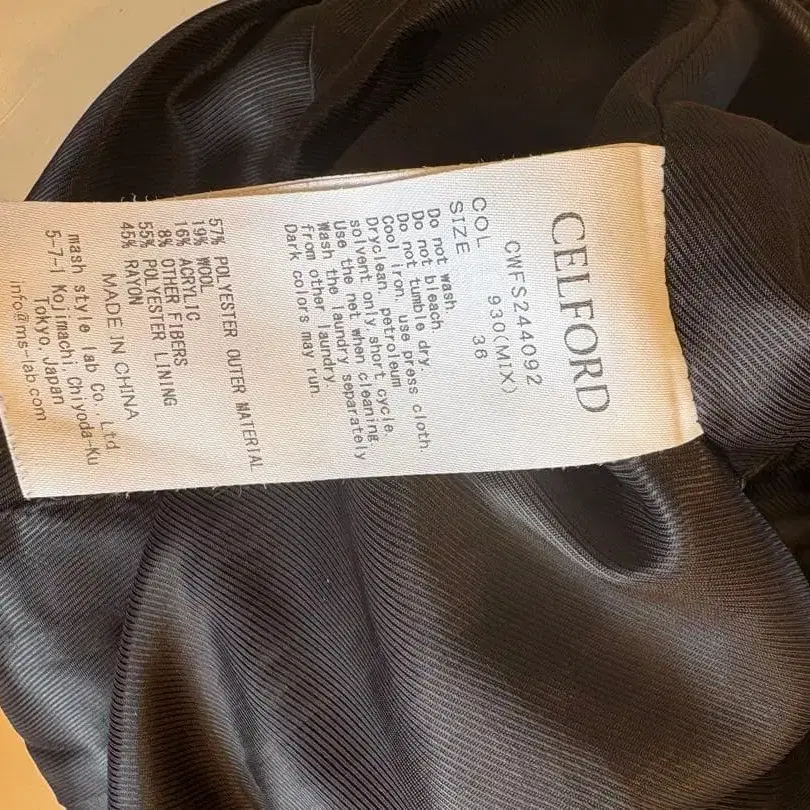 CELFORD
CWFS244092
COL 930(MIX)
SIZE 36
Do not wash.
Do not bleach.
Do not tumble dry.
Cool iron, use press cloth.
Dryclean, petroleum
solvent only, short cycle.
Use the net when cleaning.
Wash the laundry separately
from other laundry.
Dark colors may run.
57% POLYESTER OUTER MATERIAL
19% WOOL
16% ACRYLIC
8% OTHER FIBERS
55% POLYESTER LINING
45% RAYON
MADE IN CHINA
mash style lab Co., Ltd
5-7-1 Kojimachi, Chiyoda-Ku
Tokyo, Japan
info@ms-lab.com